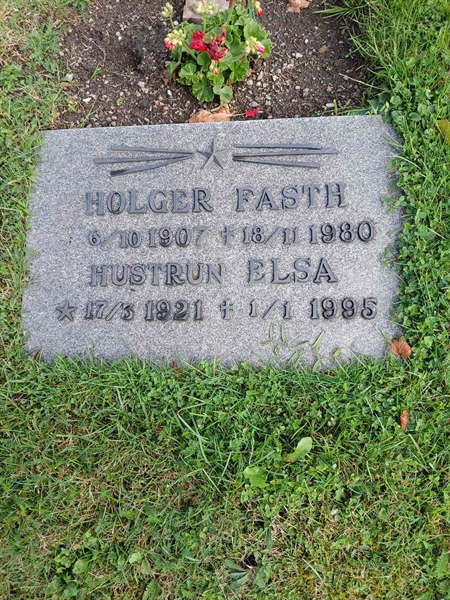 HOLGER FASTH
6/10 1907 † 18/11 1980
HUSTRUN ELSA
★ 17/3 1921 † 1/1 1995